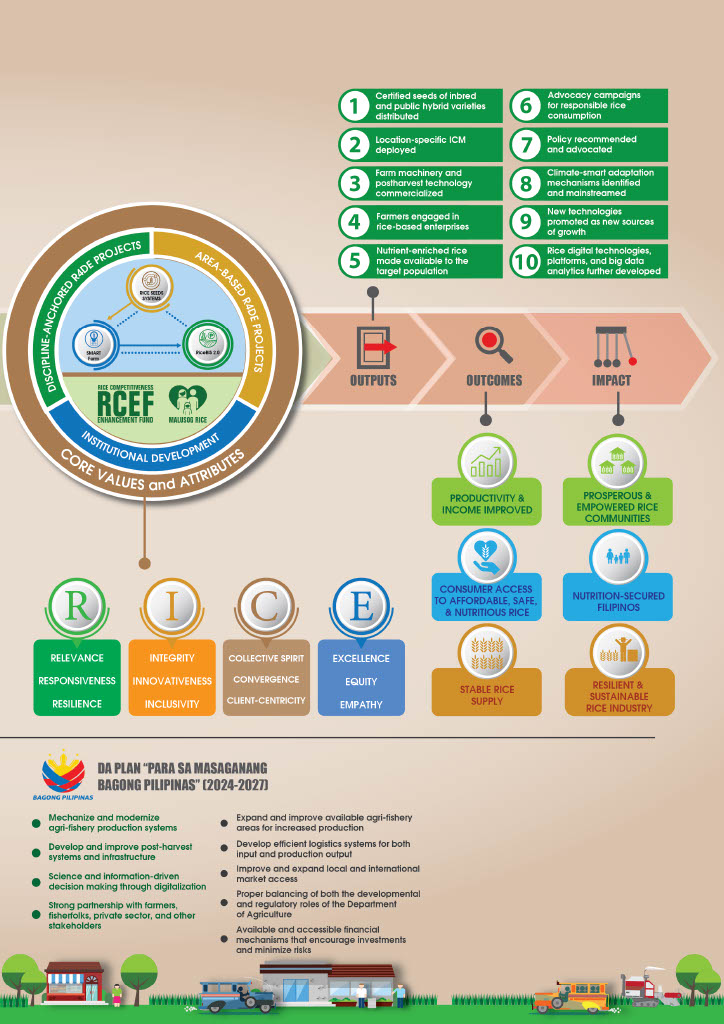 1
Certified seeds of inbred
and public hybrid varieties
distributed
2
Location-specific ICM
deployed
3
Farm machinery and
postharvest technology
commercialized
4
Farmers engaged in
rice-based enterprises
5
Nutrient-enriched rice
made available to the
target population
6
Advocacy campaigns
for responsible rice
consumption
7
Policy recommended
and advocated
8
Climate-smart adaptation
mechanisms identified
and mainstreamed
9
New technologies
promoted as new sources
of growth
10
Rice digital technologies,
platforms, and big data
analytics further developed
DISCIPLINE-ANCHORED R4DE PROJECTS
AREA-BASED R4DE PROJECTS
RICE SEEDS
SYSTEMS
SMART
Farm
RiceBIS 2.0
RICE COMPETITIVENESS
RCEF
ENHANCEMENT FUND
MALUSOG RICE
INSTITUTIONAL DEVELOPMENT
CORE VALUES and ATTRIBUTES
OUTPUTS
OUTCOMES
IMPACT
PRODUCTIVITY &
INCOME IMPROVED
CONSUMER ACCESS
TO AFFORDABLE, SAFE,
& NUTRITIOUS RICE
STABLE RICE
SUPPLY
PROSPEROUS &
EMPOWERED RICE
COMMUNITIES
NUTRITION-SECURED
FILIPINOS
RESILIENT &
SUSTAINABLE
RICE INDUSTRY
R
RELEVANCE
RESPONSIVENESS
RESILIENCE
I
INTEGRITY
INNOVATIVENESS
INCLUSIVITY
C
COLLECTIVE SPIRIT
CONVERGENCE
CLIENT-CENTRICITY
E
EXCELLENCE
EQUITY
EMPATHY
BAGONG PILIPINAS
DA PLAN “PARA SA MASAGANANG
BAGONG PILIPINAS” (2024-2027)
Mechanize and modernize
agri-fishery production systems
Develop and improve post-harvest
systems and infrastructure
Science and information-driven
decision making through digitalization
Strong partnership with farmers,
fisherfolks, private sector, and other
stakeholders
Expand and improve available agri-fishery
areas for increased production
Develop efficient logistics systems for both
input and production output
Improve and expand local and international
market access
Proper balancing of both the developmental
and regulatory roles of the Department
of Agriculture
Available and accessible financial
mechanisms that encourage investments
and minimize risks